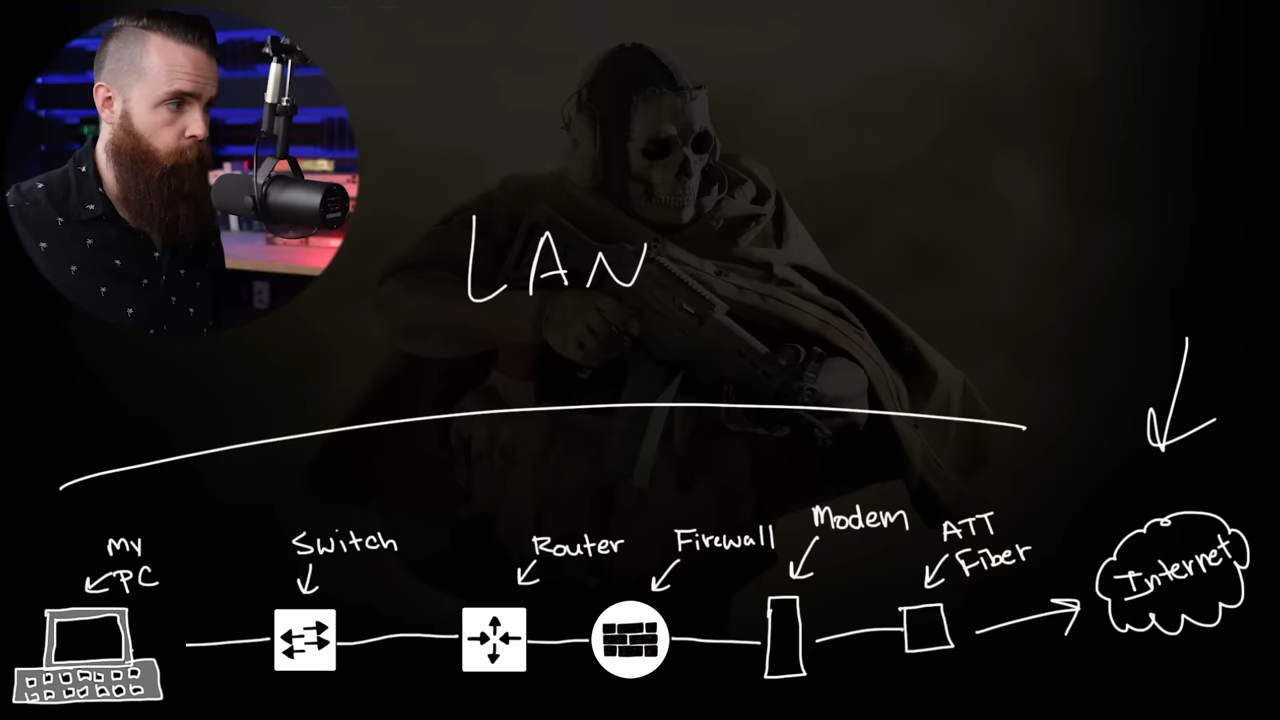 LAN
My
PC
Switch
Router
Firewall
Modem
ATT
Fiber
Internet